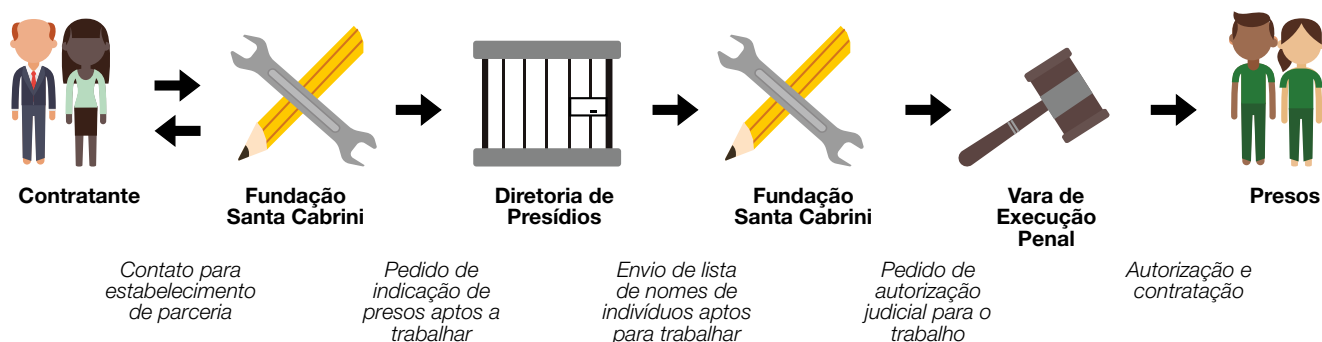 Contratante
Fundação
Santa Cabrini
Diretoria de
Presídios
Fundação
Santa Cabrini
Vara de
Execução
Penal
Presos
Contato para
estabelecimento
de parceria
Pedido de
indicação de
presos aptos a
trabalhar
Envio de lista
de nomes de
indivíduos aptos
para trabalhar
Pedido de
autorização
judicial para o
trabalho
Autorização e
contratação